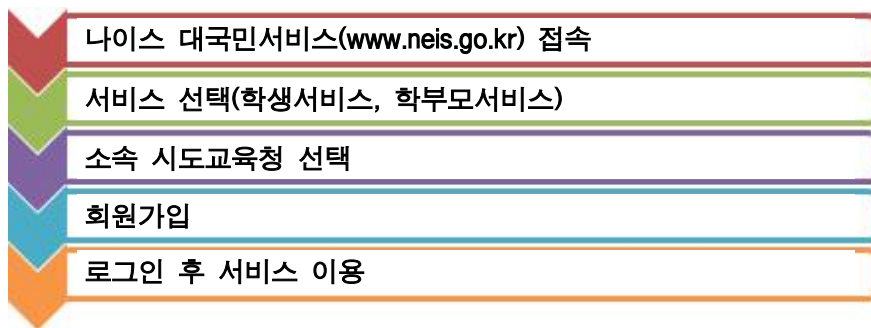 나이스 대국민서비스(www.neis.go.kr) 접속
서비스 선택(학생서비스, 학부모서비스)
소속 시도교육청 선택
회원가입
로그인 후 서비스 이용